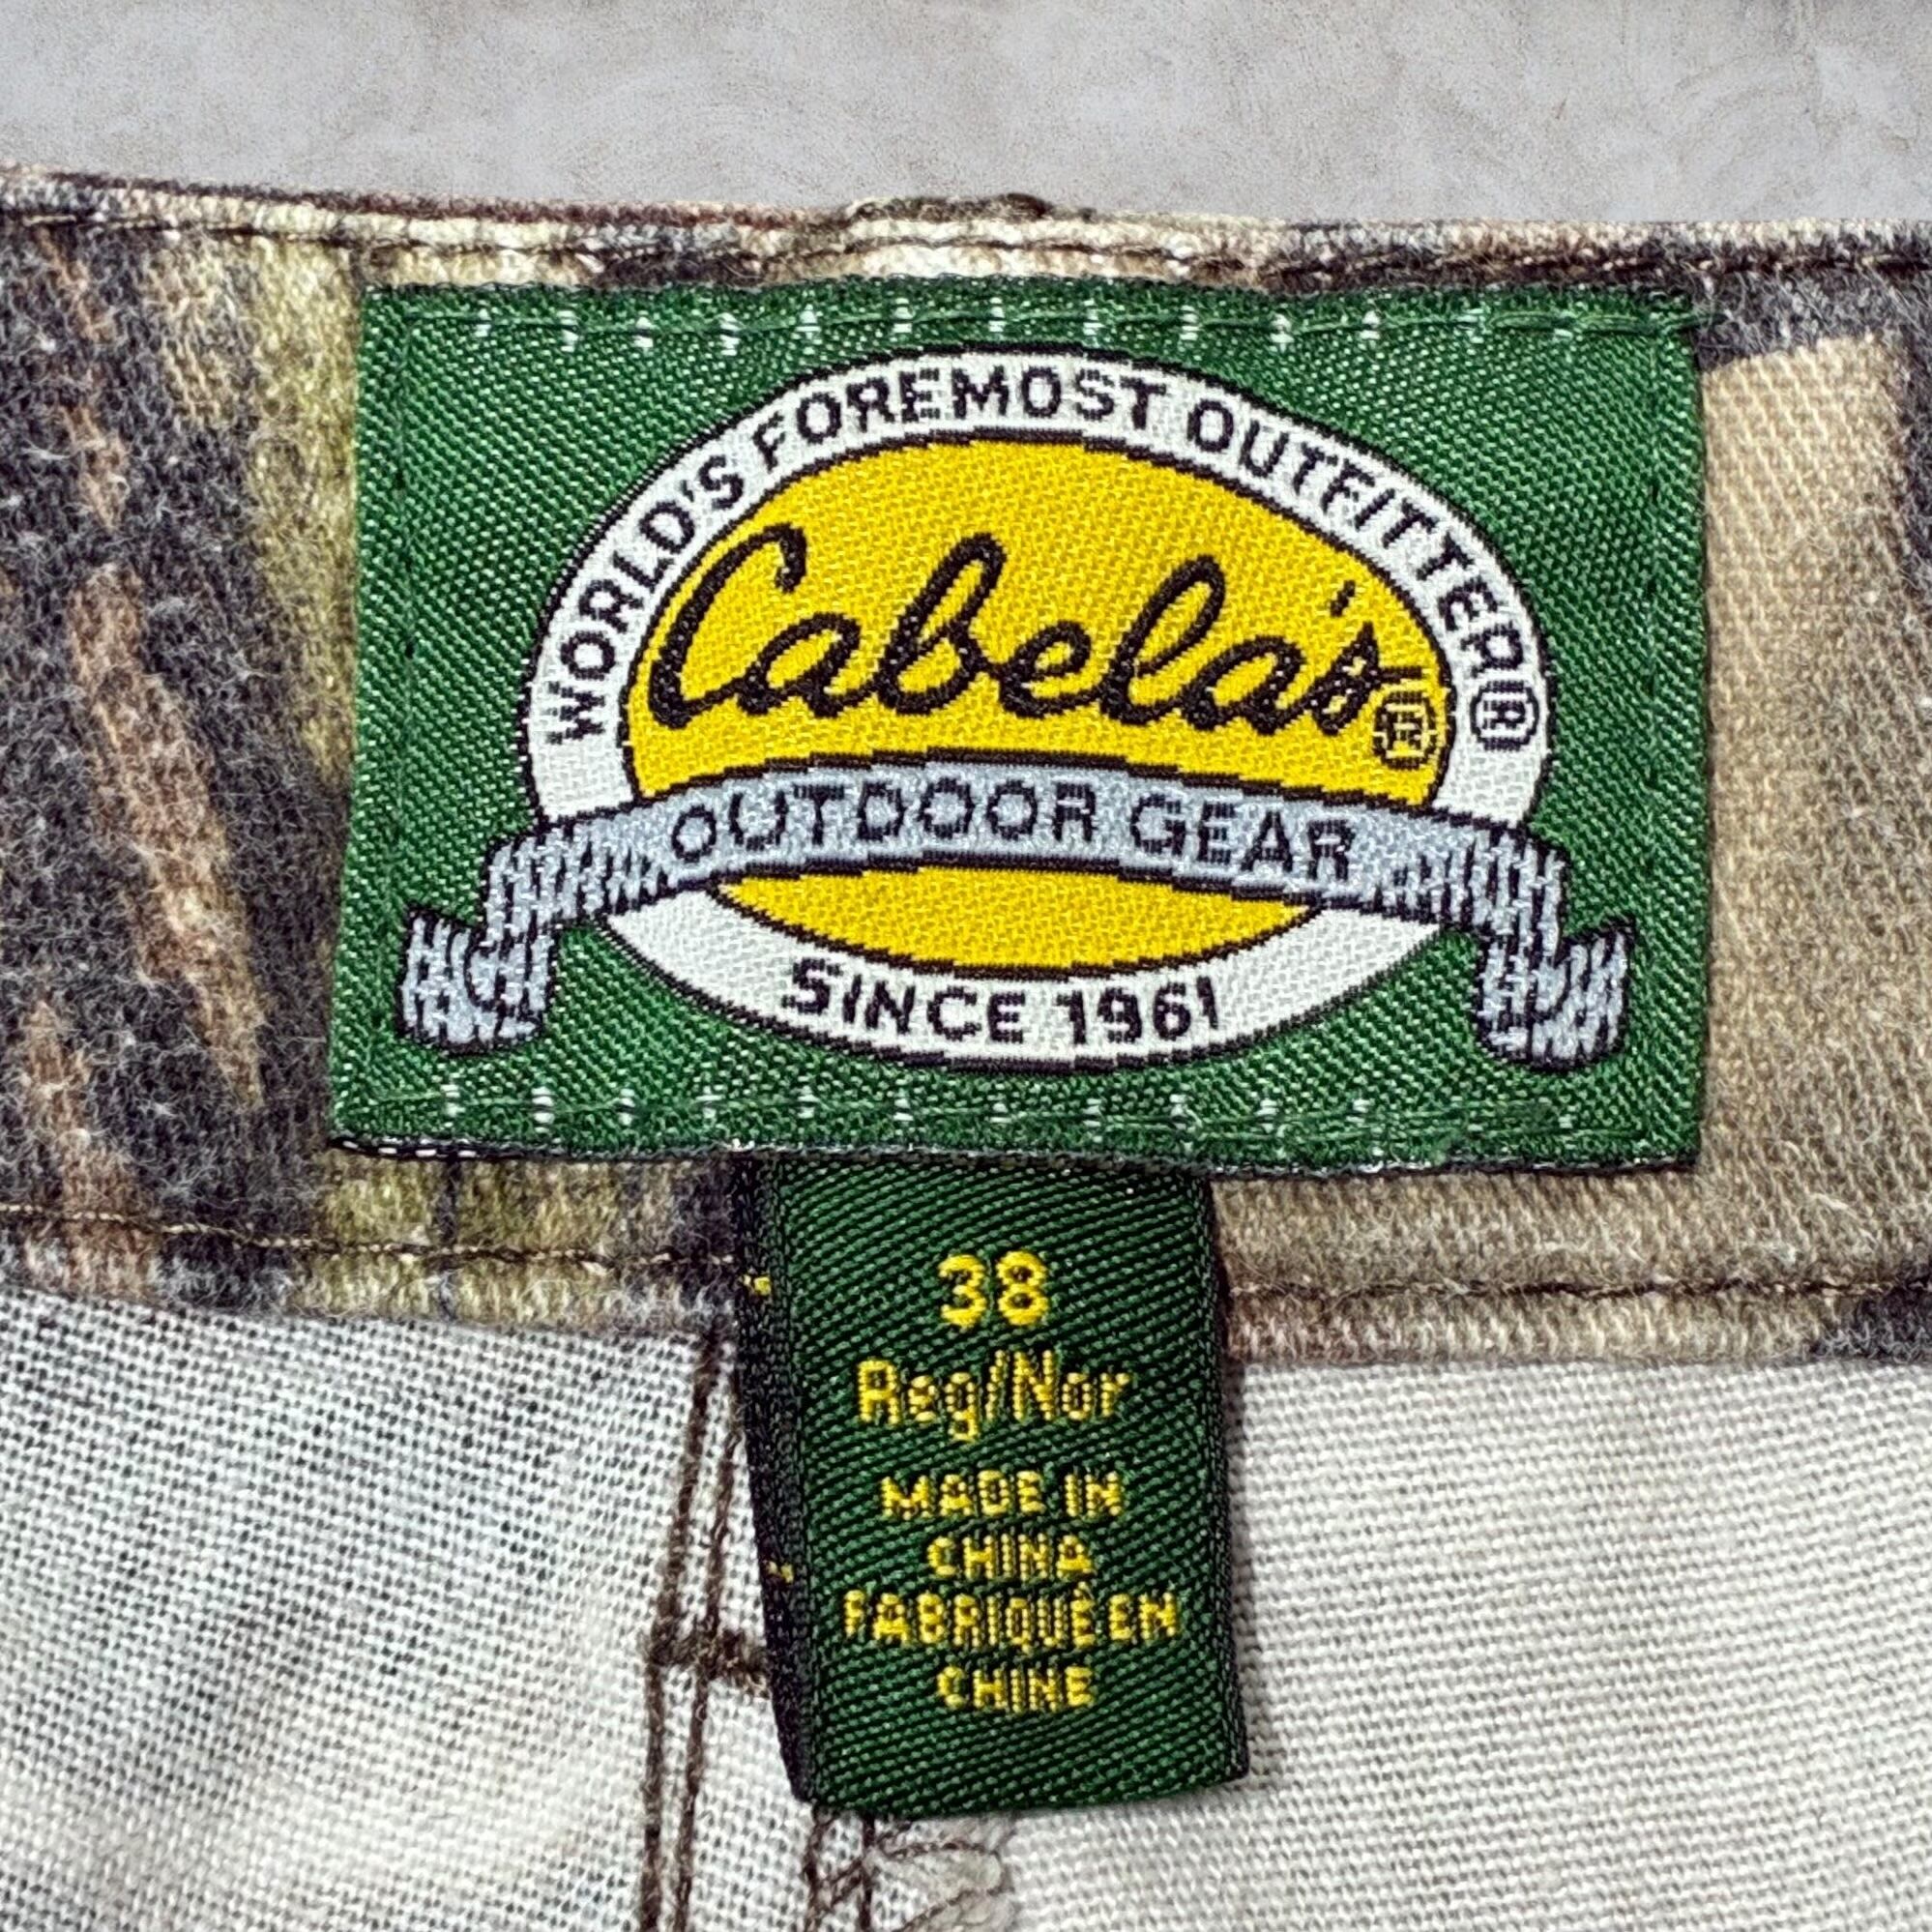 WORLD'S FOREMOST OUTFITTER®
Cabela's®
OUTDOOR GEAR
SINCE 1961
38
Reg/Nor
MADE IN
CHINA
FABRIQUÉ EN
CHINE